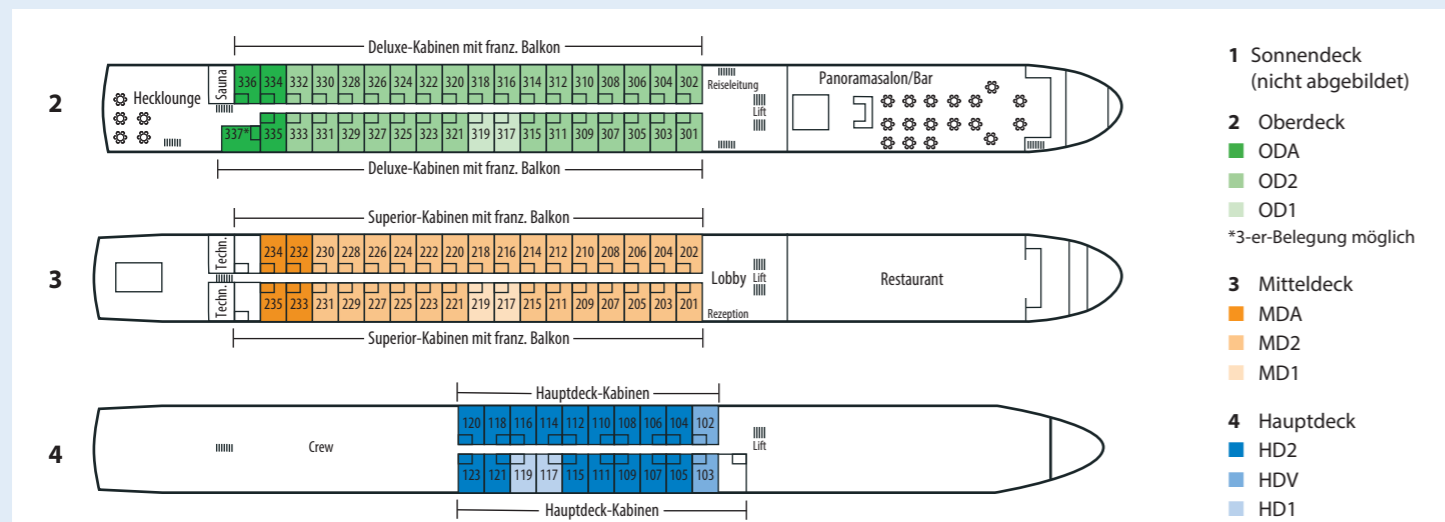 Deluxe-Kabinen mit franz. Balkon
2
Hecklounge
Sauna
336 334 332 330 328 326 324 322 320 318 316 314 312 310 308 306 304 302
Reiseleitung
Lift
Panoramasalon/Bar
337* 335 333 331 329 327 325 323 321 319 317 315 311 309 307 305 303 301
Deluxe-Kabinen mit franz. Balkon
Superior-Kabinen mit franz. Balkon
3
Techn.
234 232 230 228 226 224 222 220 218 216 214 212 210 208 206 204 202
Lobby
Lift
Restaurant
Techn.
235 233 231 229 227 225 223 221 219 217 215 211 209 207 205 203 201
Rezeption
Superior-Kabinen mit franz. Balkon
Hauptdeck-Kabinen
4
Crew
120 118 116 114 112 110 108 106 104 102
Lift
123 121 119 117 115 111 109 107 105 103
Hauptdeck-Kabinen
1 Sonnendeck
(nicht abgebildet)
2 Oberdeck
ODA
OD2
OD1
*3-er-Belegung möglich
3 Mitteldeck
MDA
MD2
MD1
4 Hauptdeck
HD2
HDV
HD1